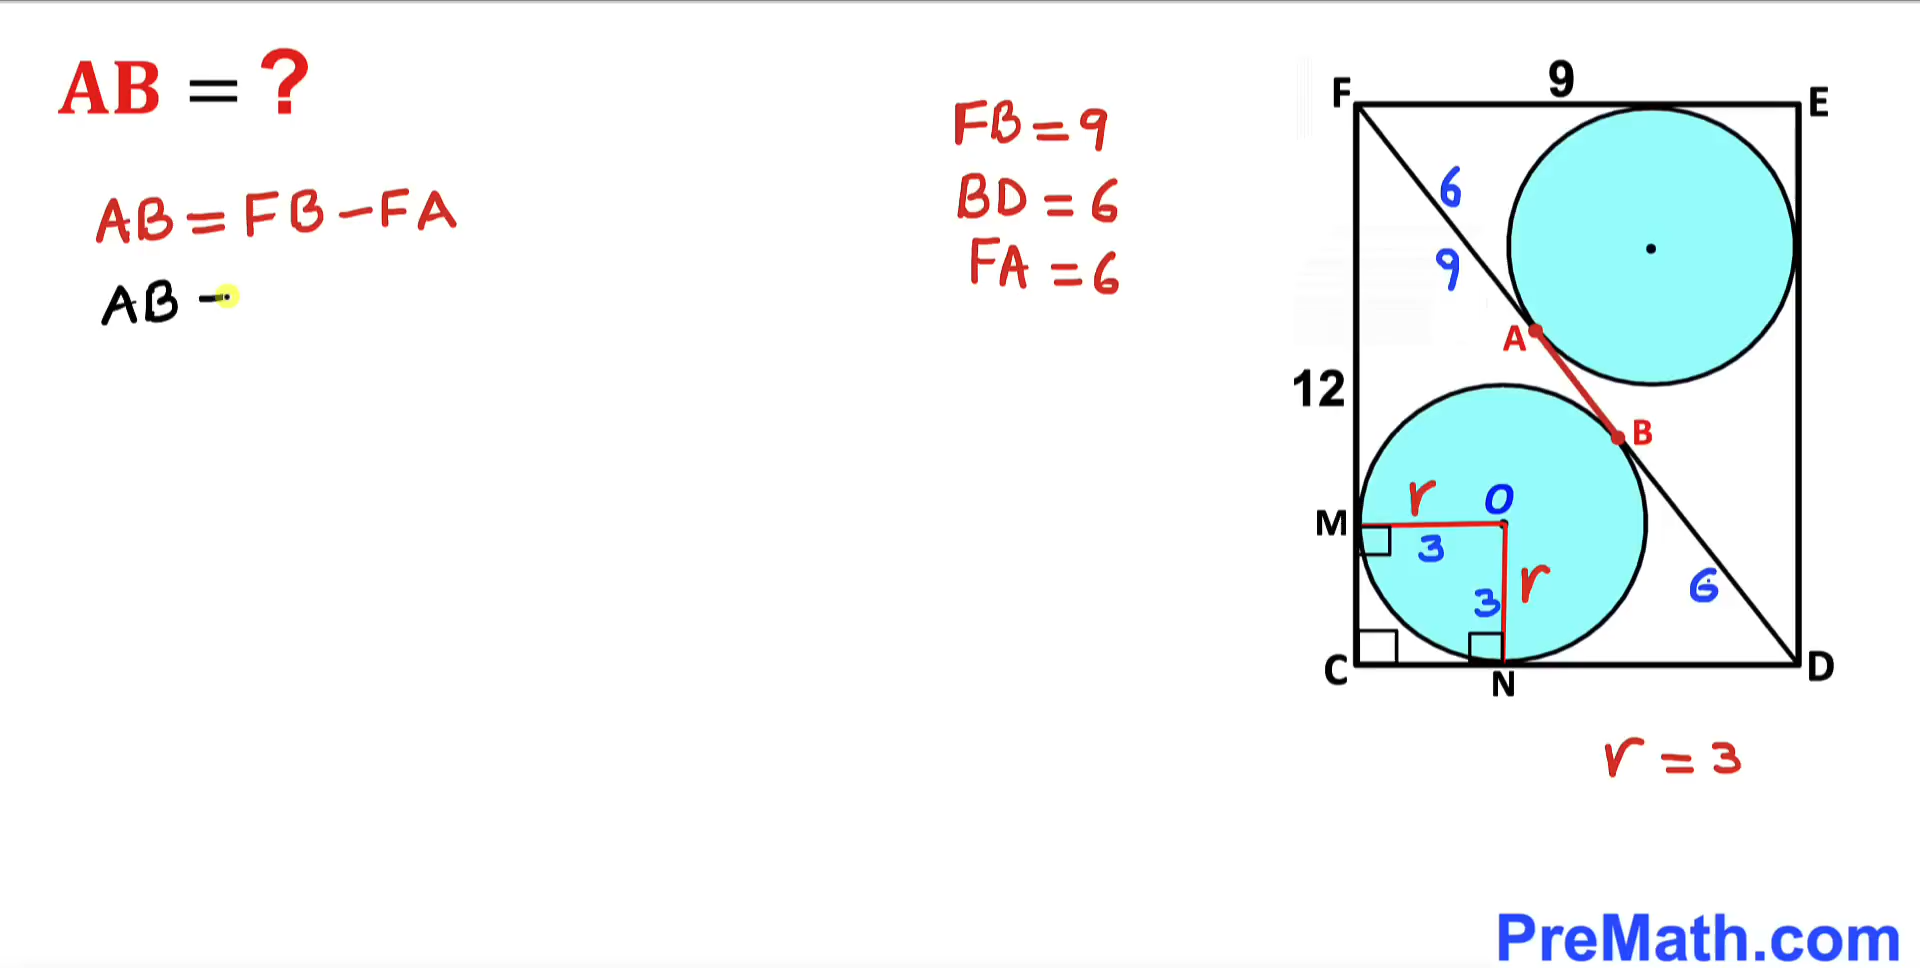 AB = ?
AB = FB - FA
AB -
FB = 9
BD = 6
FA = 6
F 9 E
6
9
A
12
B
r O
M 3
r
3
6
C N D
r = 3
PreMath.com